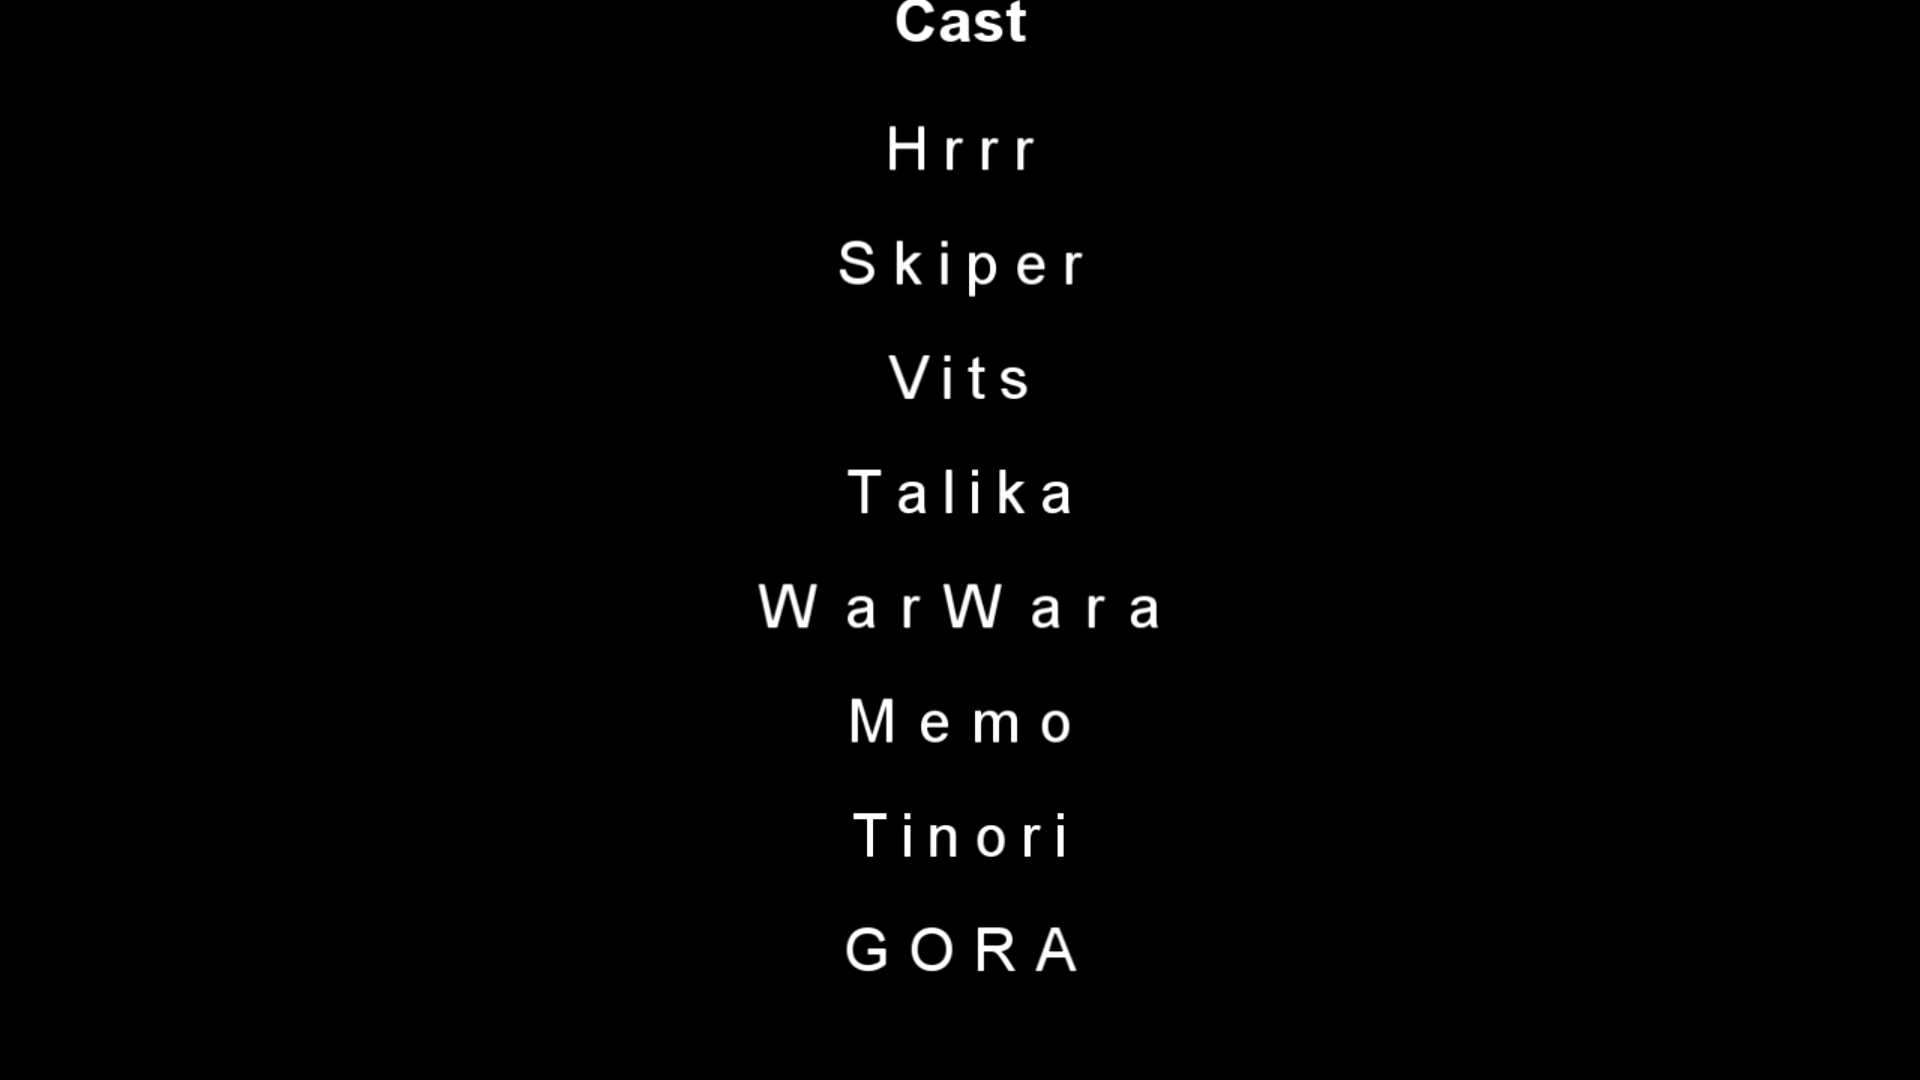 Cast
Hrrr
Skiper
Vits
Talika
WarWara
Memo
Tinori
GORA